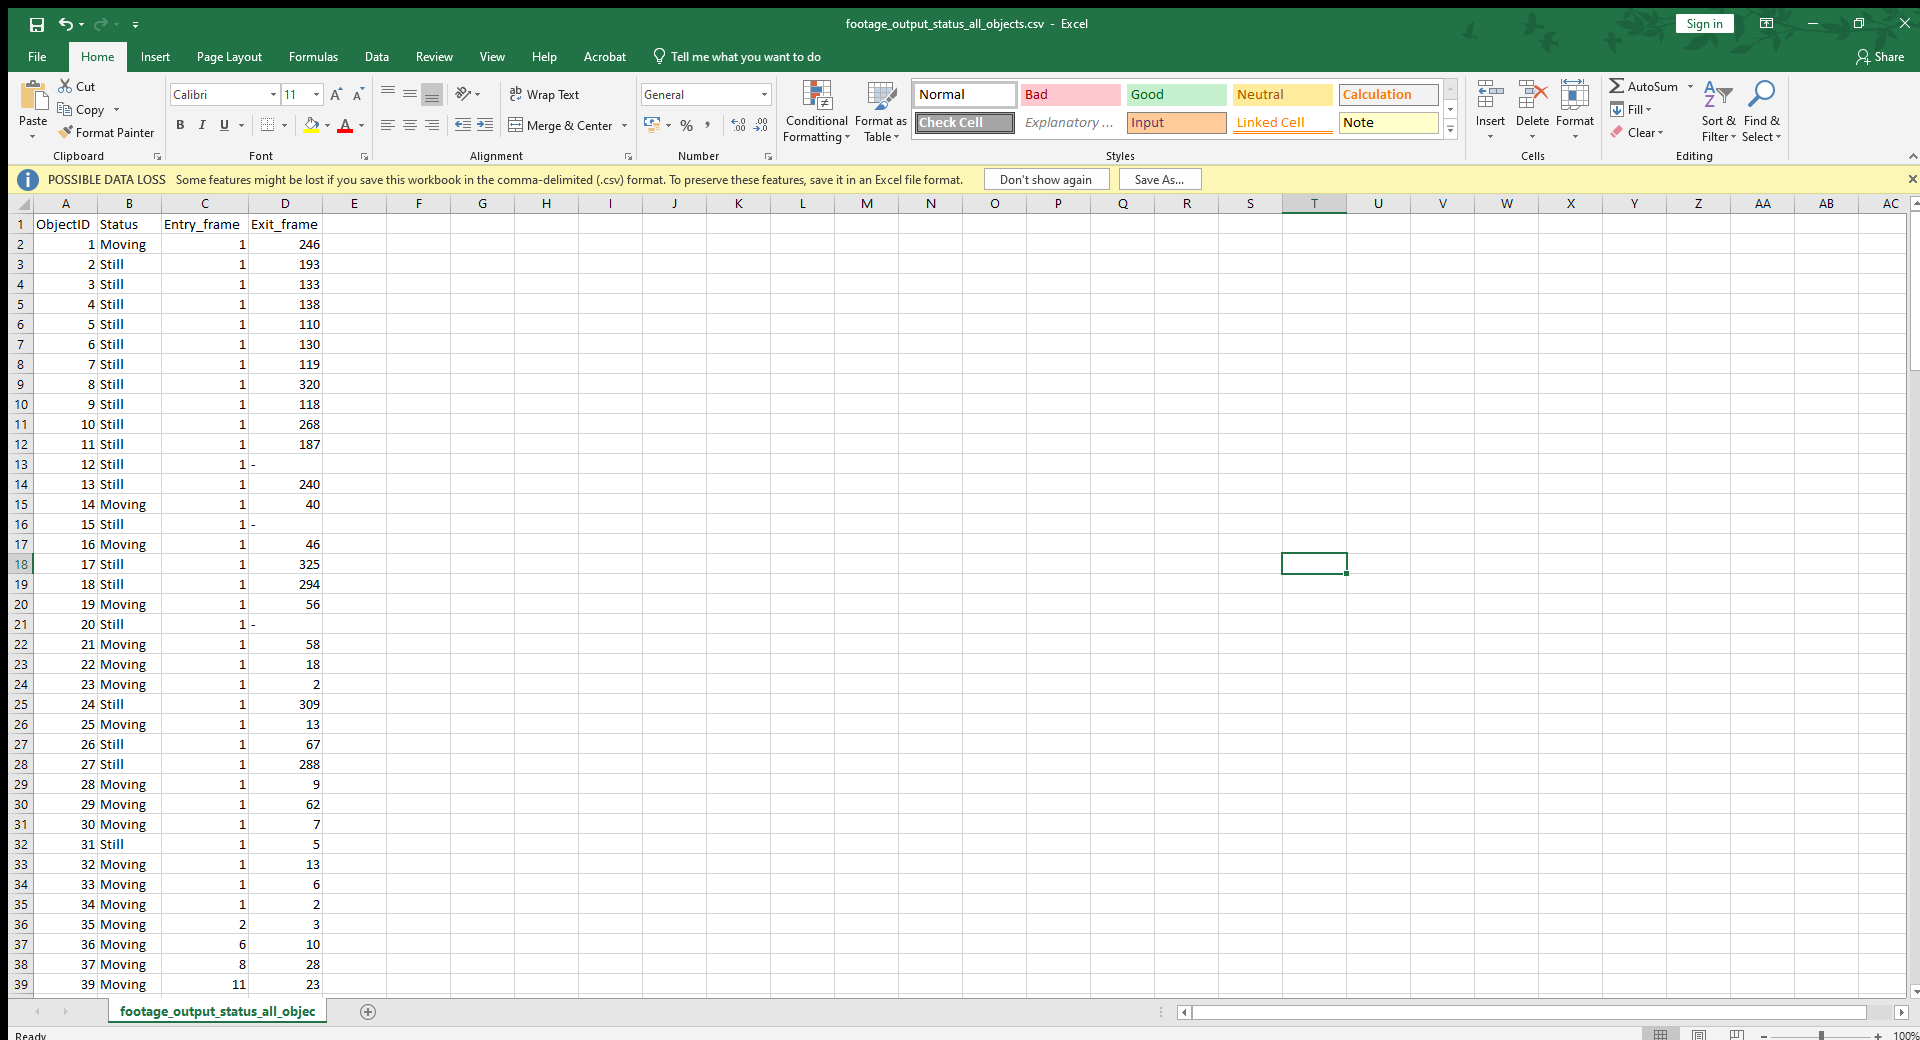 footage_output_status_all_objects.csv - Excel
Sign in
File Home Insert Page Layout Formulas Data Review View Help Acrobat Tell me what you want to do
Share
Paste
Cut
Copy
Format Painter
Clipboard
Calibri 11
B I U
Font
ab Wrap Text
Merge & Center
Alignment
General
Number
Conditional Formatting
Format as Table
Normal Bad Good Neutral Calculation
Check Cell Explanatory ... Input Linked Cell Note
Styles
Insert Delete Format
Cells
AutoSum
Fill
Clear
Sort & Filter
Find & Select
Editing
POSSIBLE DATA LOSS Some features might be lost if you save this workbook in the comma-delimited (.csv) format. To preserve these features, save it in an Excel file format. Don't show again Save As...
A B C D E F G H I J K L M N O P Q R S T U V W X Y Z AA AB AC
1 ObjectID Status Entry_frame Exit_frame
2 1 Moving 1 246
3 2 Still 1 193
4 3 Still 1 133
5 4 Still 1 138
6 5 Still 1 110
7 6 Still 1 130
8 7 Still 1 119
9 8 Still 1 320
10 9 Still 1 118
11 10 Still 1 268
12 11 Still 1 187
13 12 Still 1 -
14 13 Still 1 240
15 14 Moving 1 40
16 15 Still 1 -
17 16 Moving 1 46
18 17 Still 1 325
19 18 Still 1 294
20 19 Moving 1 56
21 20 Still 1 -
22 21 Moving 1 58
23 22 Moving 1 18
24 23 Moving 1 2
25 24 Still 1 309
26 25 Moving 1 13
27 26 Still 1 67
28 27 Still 1 288
29 28 Moving 1 9
30 29 Moving 1 62
31 30 Moving 1 7
32 31 Still 1 5
33 32 Moving 1 13
34 33 Moving 1 6
35 34 Moving 1 2
36 35 Moving 2 3
37 36 Moving 6 10
38 37 Moving 8 28
39 39 Moving 11 23
footage_output_status_all_objec
Ready
100%